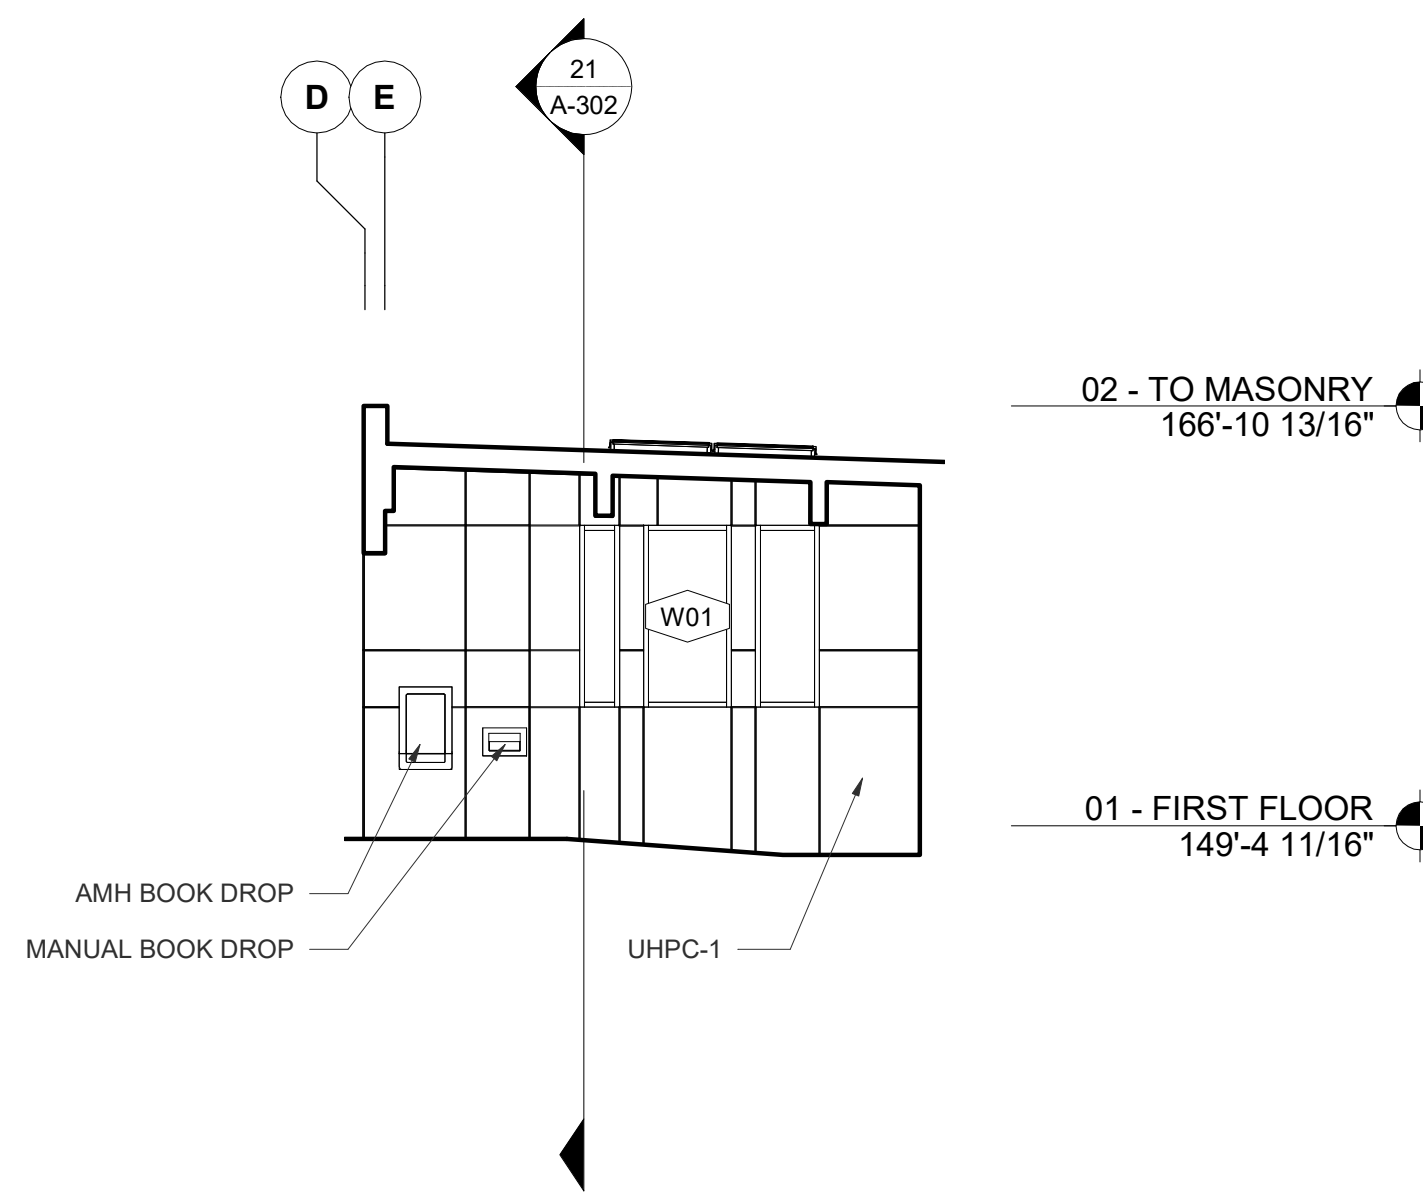 21
A-302
D
E
02 - TO MASONRY
166'-10 13/16"
W01
01 - FIRST FLOOR
149'-4 11/16"
AMH BOOK DROP
MANUAL BOOK DROP
UHPC-1